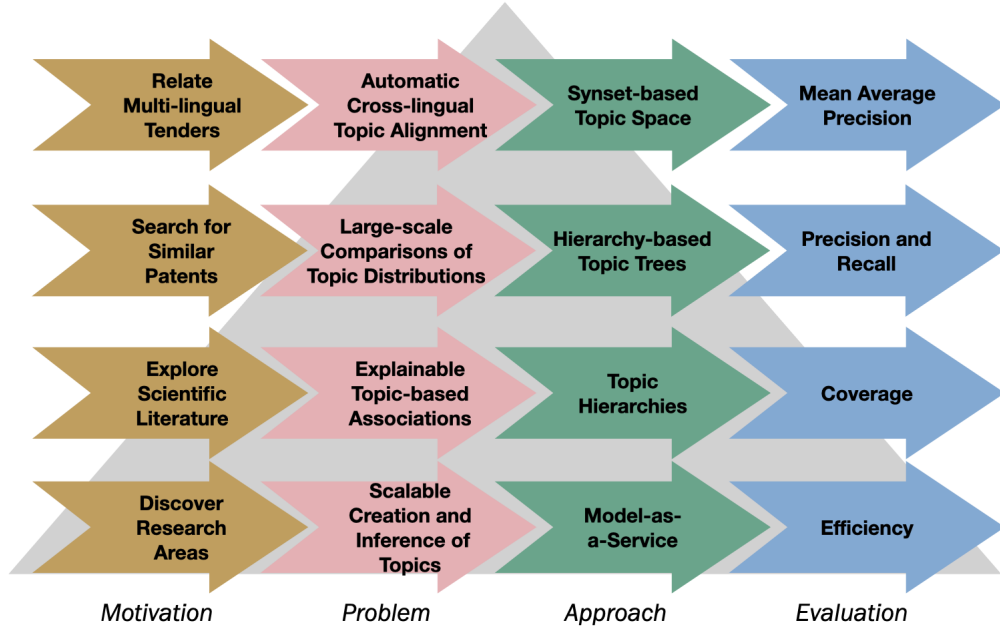 Relate
Multi-lingual
Tenders
Automatic
Cross-lingual
Topic Alignment
Synset-based
Topic Space
Mean Average
Precision
Search for
Similar
Patents
Large-scale
Comparisons of
Topic Distributions
Hierarchy-based
Topic Trees
Precision and
Recall
Explore
Scientific
Literature
Explainable
Topic-based
Associations
Topic
Hierarchies
Coverage
Discover
Research
Areas
Scalable
Creation and
Inference of
Topics
Model-as-
a-Service
Efficiency
Motivation
Problem
Approach
Evaluation